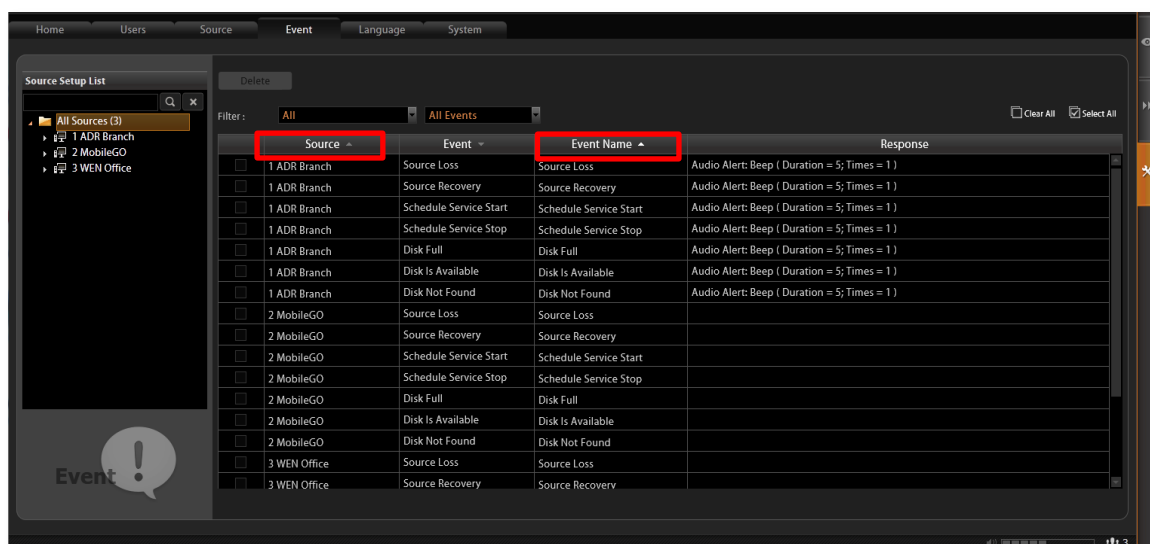 Home Users Source Event Language System
Source Setup List
Delete
All Sources (3)
1 ADR Branch
2 MobileGO
3 WEN Office
Filter : All All Events Clear All Select All
Source Event Event Name Response
1 ADR Branch Source Loss Source Loss Audio Alert: Beep ( Duration = 5; Times = 1 )
1 ADR Branch Source Recovery Source Recovery Audio Alert: Beep ( Duration = 5; Times = 1 )
1 ADR Branch Schedule Service Start Schedule Service Start Audio Alert: Beep ( Duration = 5; Times = 1 )
1 ADR Branch Schedule Service Stop Schedule Service Stop Audio Alert: Beep ( Duration = 5; Times = 1 )
1 ADR Branch Disk Full Disk Full Audio Alert: Beep ( Duration = 5; Times = 1 )
1 ADR Branch Disk Is Available Disk Is Available Audio Alert: Beep ( Duration = 5; Times = 1 )
1 ADR Branch Disk Not Found Disk Not Found Audio Alert: Beep ( Duration = 5; Times = 1 )
2 MobileGO Source Loss Source Loss
2 MobileGO Source Recovery Source Recovery
2 MobileGO Schedule Service Start Schedule Service Start
2 MobileGO Schedule Service Stop Schedule Service Stop
2 MobileGO Disk Full Disk Full
2 MobileGO Disk Is Available Disk Is Available
2 MobileGO Disk Not Found Disk Not Found
3 WEN Office Source Loss Source Loss
3 WEN Office Source Recovery Source Recovery
Event
3